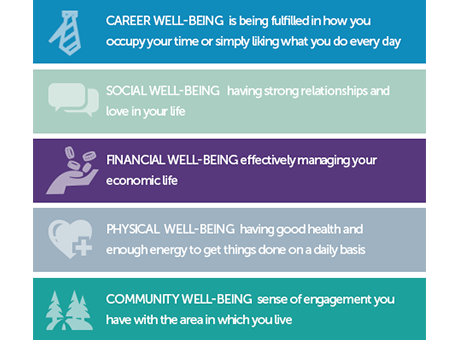 CAREER WELL-BEING is being fulfilled in how you
occupy your time or simply liking what you do every day
SOCIAL WELL-BEING having strong relationships and
love in your life
FINANCIAL WELL-BEING effectively managing your
economic life
PHYSICAL WELL-BEING having good health and
enough energy to get things done on a daily basis
COMMUNITY WELL-BEING sense of engagement you
have with the area in which you live